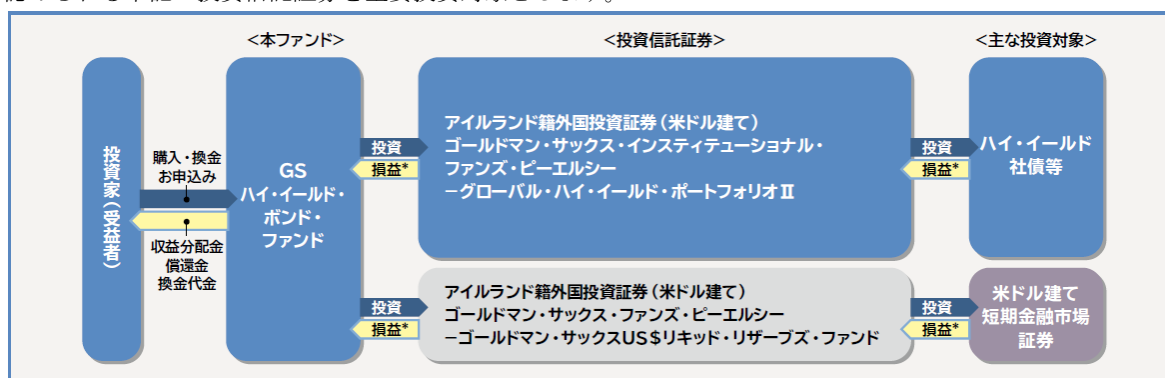 <本ファンド>
<投資信託証券>
<主な投資対象>
投資家(受益者)
購入・換金
お申込み
収益分配金
償還金
換金代金
GS
ハイ・イールド・
ボンド・
ファンド
投資
損益*
アイルランド籍外国投資証券(米ドル建て)
ゴールドマン・サックス・インスティテューショナル・
ファンズ・ピーエルシー
-グローバル・ハイ・イールド・ポートフォリオⅡ
投資
損益*
ハイ・イールド
社債等
投資
損益*
アイルランド籍外国投資証券(米ドル建て)
ゴールドマン・サックス・ファンズ・ピーエルシー
-ゴールドマン・サックスUS$リキッド・リザーブズ・ファンド
投資
損益*
米ドル建て
短期金融市場
証券